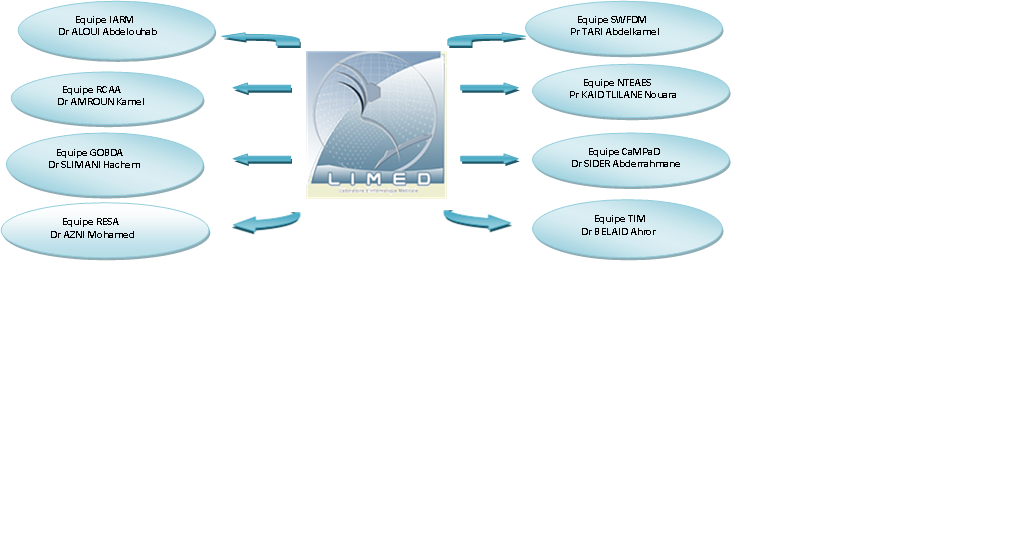 Equipe IARM
Dr ALOUI Abdelouhab
Equipe RCAA
Dr AMROUN Kamel
Equipe GOBDA
Dr SLIMANI Hachem
Equipe RESA
Dr AZNI Mohamed
LIMED
Laboratoire d'Informatique Médicale
Equipe SWFDM
Pr TARI Abdelkamel
Equipe NTEAES
Pr KAID TLILANE Nouara
Equipe CaMPaD
Dr SIDER Abderrahmane
Equipe TIM
Dr BELAID Ahror